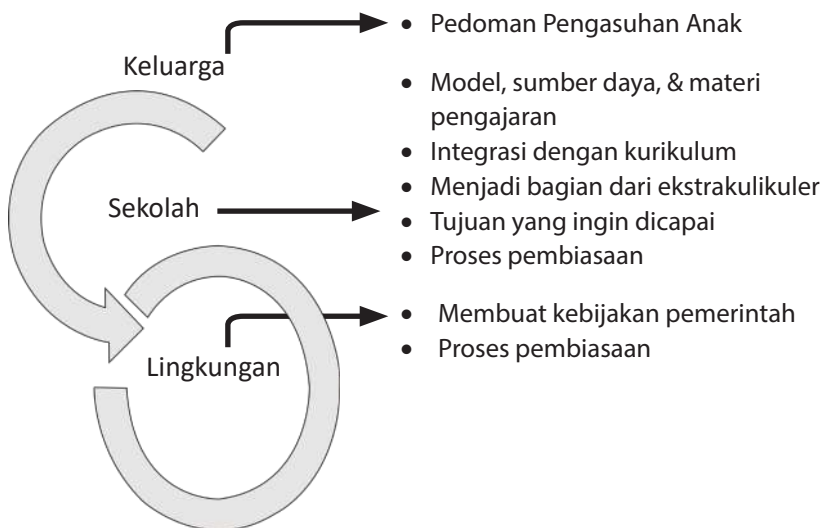 Keluarga
• Pedoman Pengasuhan Anak
Sekolah
• Model, sumber daya, & materi
pengajaran
• Integrasi dengan kurikulum
• Menjadi bagian dari ekstrakulikuler
• Tujuan yang ingin dicapai
• Proses pembiasaan
Lingkungan
• Membuat kebijakan pemerintah
• Proses pembiasaan